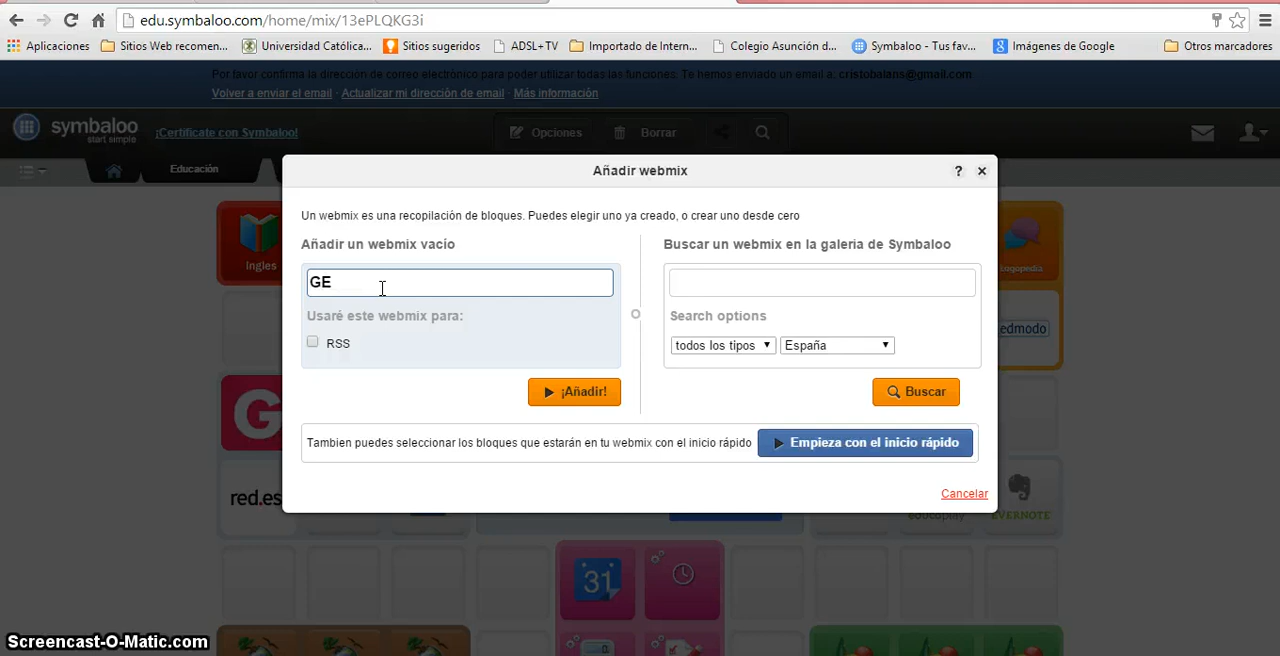 edu.symbaloo.com/home/mix/13ePLQKG3i
Aplicaciones Sitios Web recomen... Universidad Católica... Sitios sugeridos ADSL+TV Importado de Intern... Colegio Asunción d... Symbaloo - Tus fav... Imágenes de Google Otros marcadores
Por favor confirma la dirección de correo electrónico para poder utilizar todas las funciones. Te hemos enviado un email a: cristobalans@gmail.com
Volver a enviar el email · Actualizar mi dirección de email · Más información
symbaloo
start simple
¡Certifícate con Symbaloo!
Opciones Borrar
Educación
Añadir webmix ? ×
Un webmix es una recopilación de bloques. Puedes elegir uno ya creado, o crear uno desde cero
Añadir un webmix vacío
GE
Usaré este webmix para:
RSS
¡Añadir!
O
Buscar un webmix en la galeria de Symbaloo
Search options
todos los tipos España
Buscar
Tambien puedes seleccionar los bloques que estarán en tu webmix con el inicio rápido Empieza con el inicio rápido
Cancelar
Ingles
Logopedia
edmodo
G
red.es
educaplay
EVERNOTE
31
Screencast-O-Matic.com